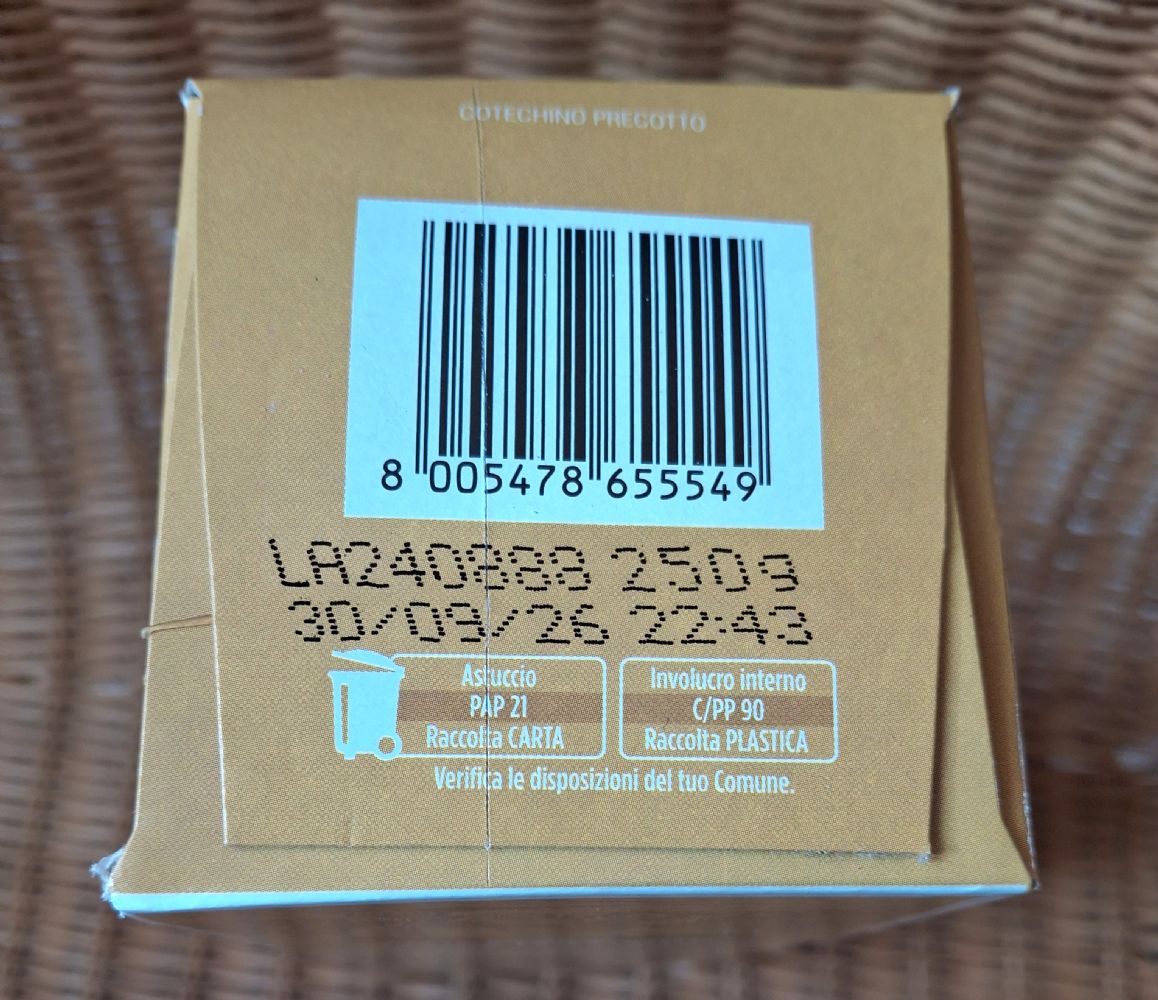 COTECHINO PRECOTTO
8 005478 655549
LA240888 250g
30/09/26 22:43
Astuccio
PAP 21
Raccolta CARTA
Involucro interno
C/PP 90
Raccolta PLASTICA
Verifica le disposizioni del tuo Comune.